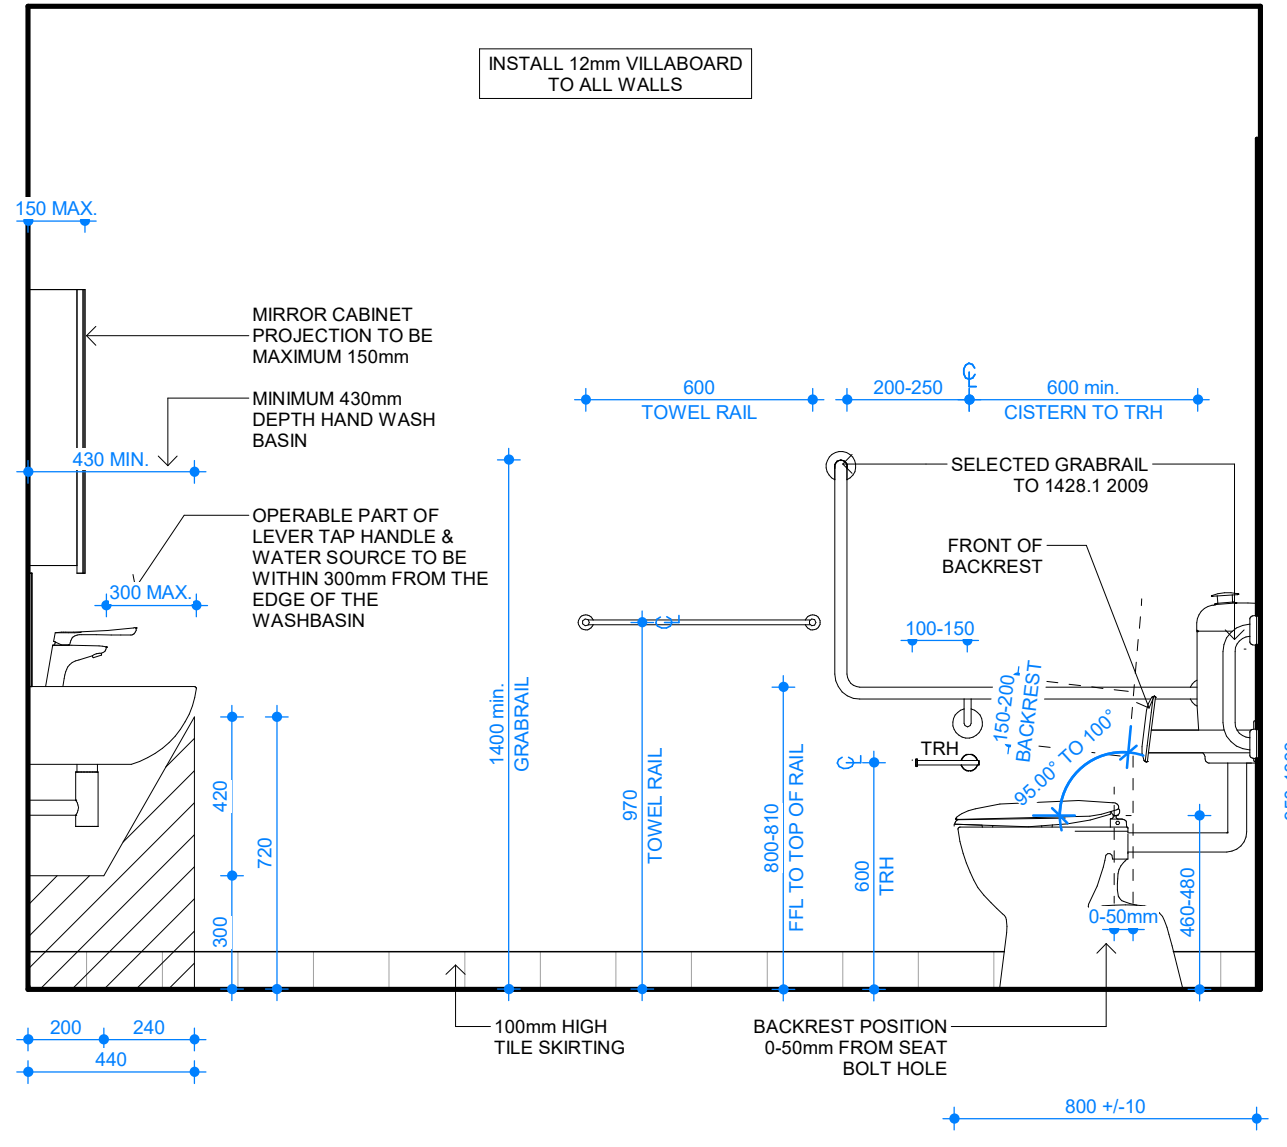 INSTALL 12mm VILLABOARD
TO ALL WALLS
150 MAX.
MIRROR CABINET
PROJECTION TO BE
MAXIMUM 150mm
MINIMUM 430mm
DEPTH HAND WASH
BASIN
430 MIN.
OPERABLE PART OF
LEVER TAP HANDLE &
WATER SOURCE TO BE
WITHIN 300mm FROM THE
EDGE OF THE
WASHBASIN
300 MAX.
600
TOWEL RAIL
200-250
600 min.
CISTERN TO TRH
SELECTED GRABRAIL
TO 1428.1 2009
FRONT OF
BACKREST
100-150
150-200
BACKREST
95.00° TO 100°
TRH
1400 min.
GRABRAIL
970
TOWEL RAIL
800-810
FFL TO TOP OF RAIL
600
TRH
420
720
300
460-480
0-50mm
200
240
440
100mm HIGH
TILE SKIRTING
BACKREST POSITION
0-50mm FROM SEAT
BOLT HOLE
800 +/-10